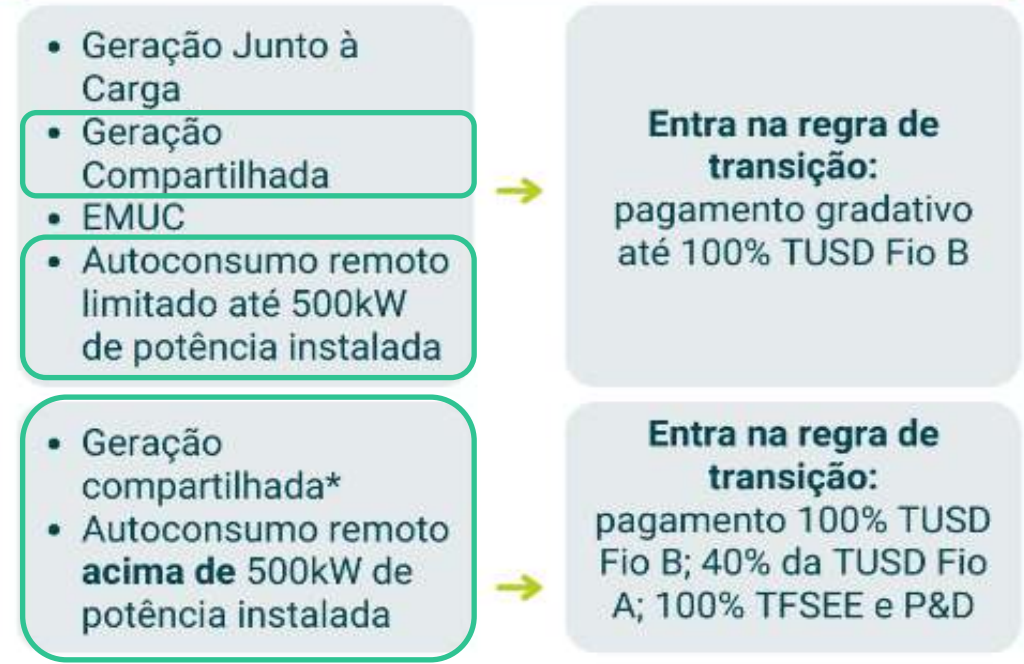 • Geração Junto à
Carga
• Geração
Compartilhada
• EMUC
• Autoconsumo remoto
limitado até 500kW
de potência instalada
Entra na regra de
transição:
pagamento gradativo
até 100% TUSD Fio B
• Geração
compartilhada*
• Autoconsumo remoto
acima de 500kW de
potência instalada
Entra na regra de
transição:
pagamento 100% TUSD
Fio B; 40% da TUSD Fio
A; 100% TFSEE e P&D